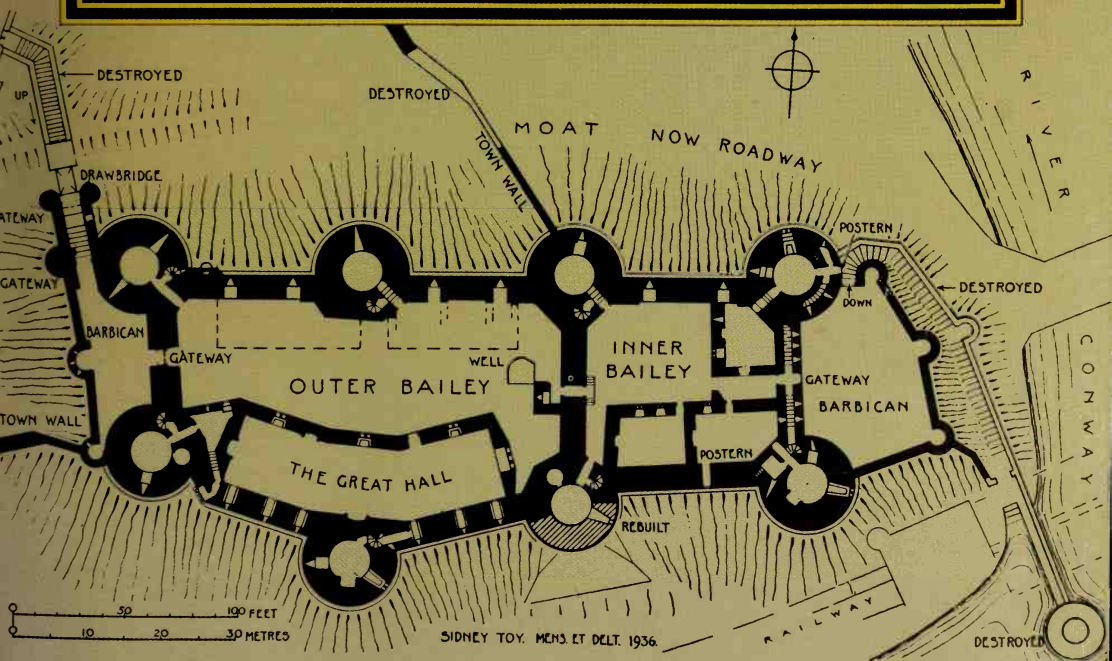 DESTROYED
UP
DESTROYED
MOAT NOW ROADWAY
RIVER
TOWN WALL
DRAWBRIDGE
ATEWAY
POSTERN
GATEWAY
DESTROYED
DOWN
BARBICAN
GATEWAY
WELL
INNER
BAILEY
CONWAY
OUTER BAILEY
GATEWAY
BARBICAN
TOWN WALL
POSTERN
THE GREAT HALL
REBUILT
50 100 FEET
10 20 30 METRES
SIDNEY TOY. MENS. ET DELT. 1936.
RAILWAY
DESTROYED